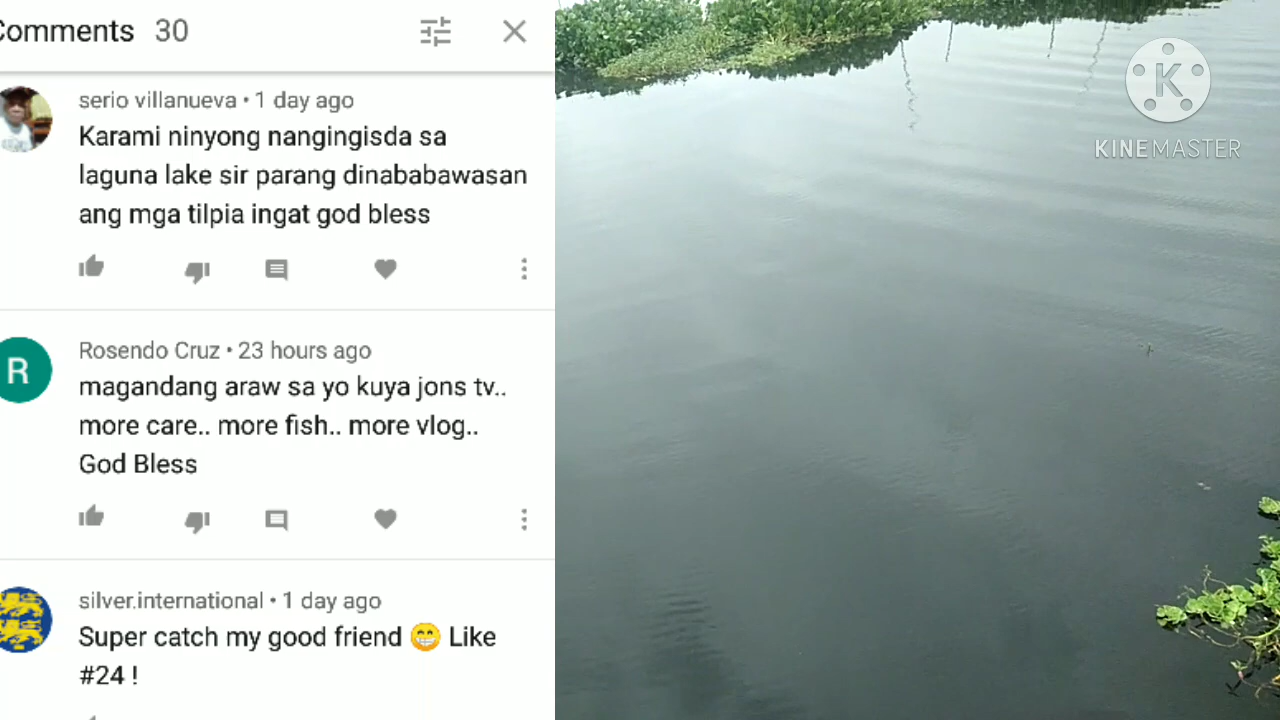 Comments 30
serio villanueva • 1 day ago
Karami ninyong nangingisda sa
laguna lake sir parang dinababawasan
ang mga tilpia ingat god bless
R
Rosendo Cruz • 23 hours ago
magandang araw sa yo kuya jons tv..
more care.. more fish.. more vlog..
God Bless
silver.international • 1 day ago
Super catch my good friend 😁 Like
#24 !
K
KINEMASTER